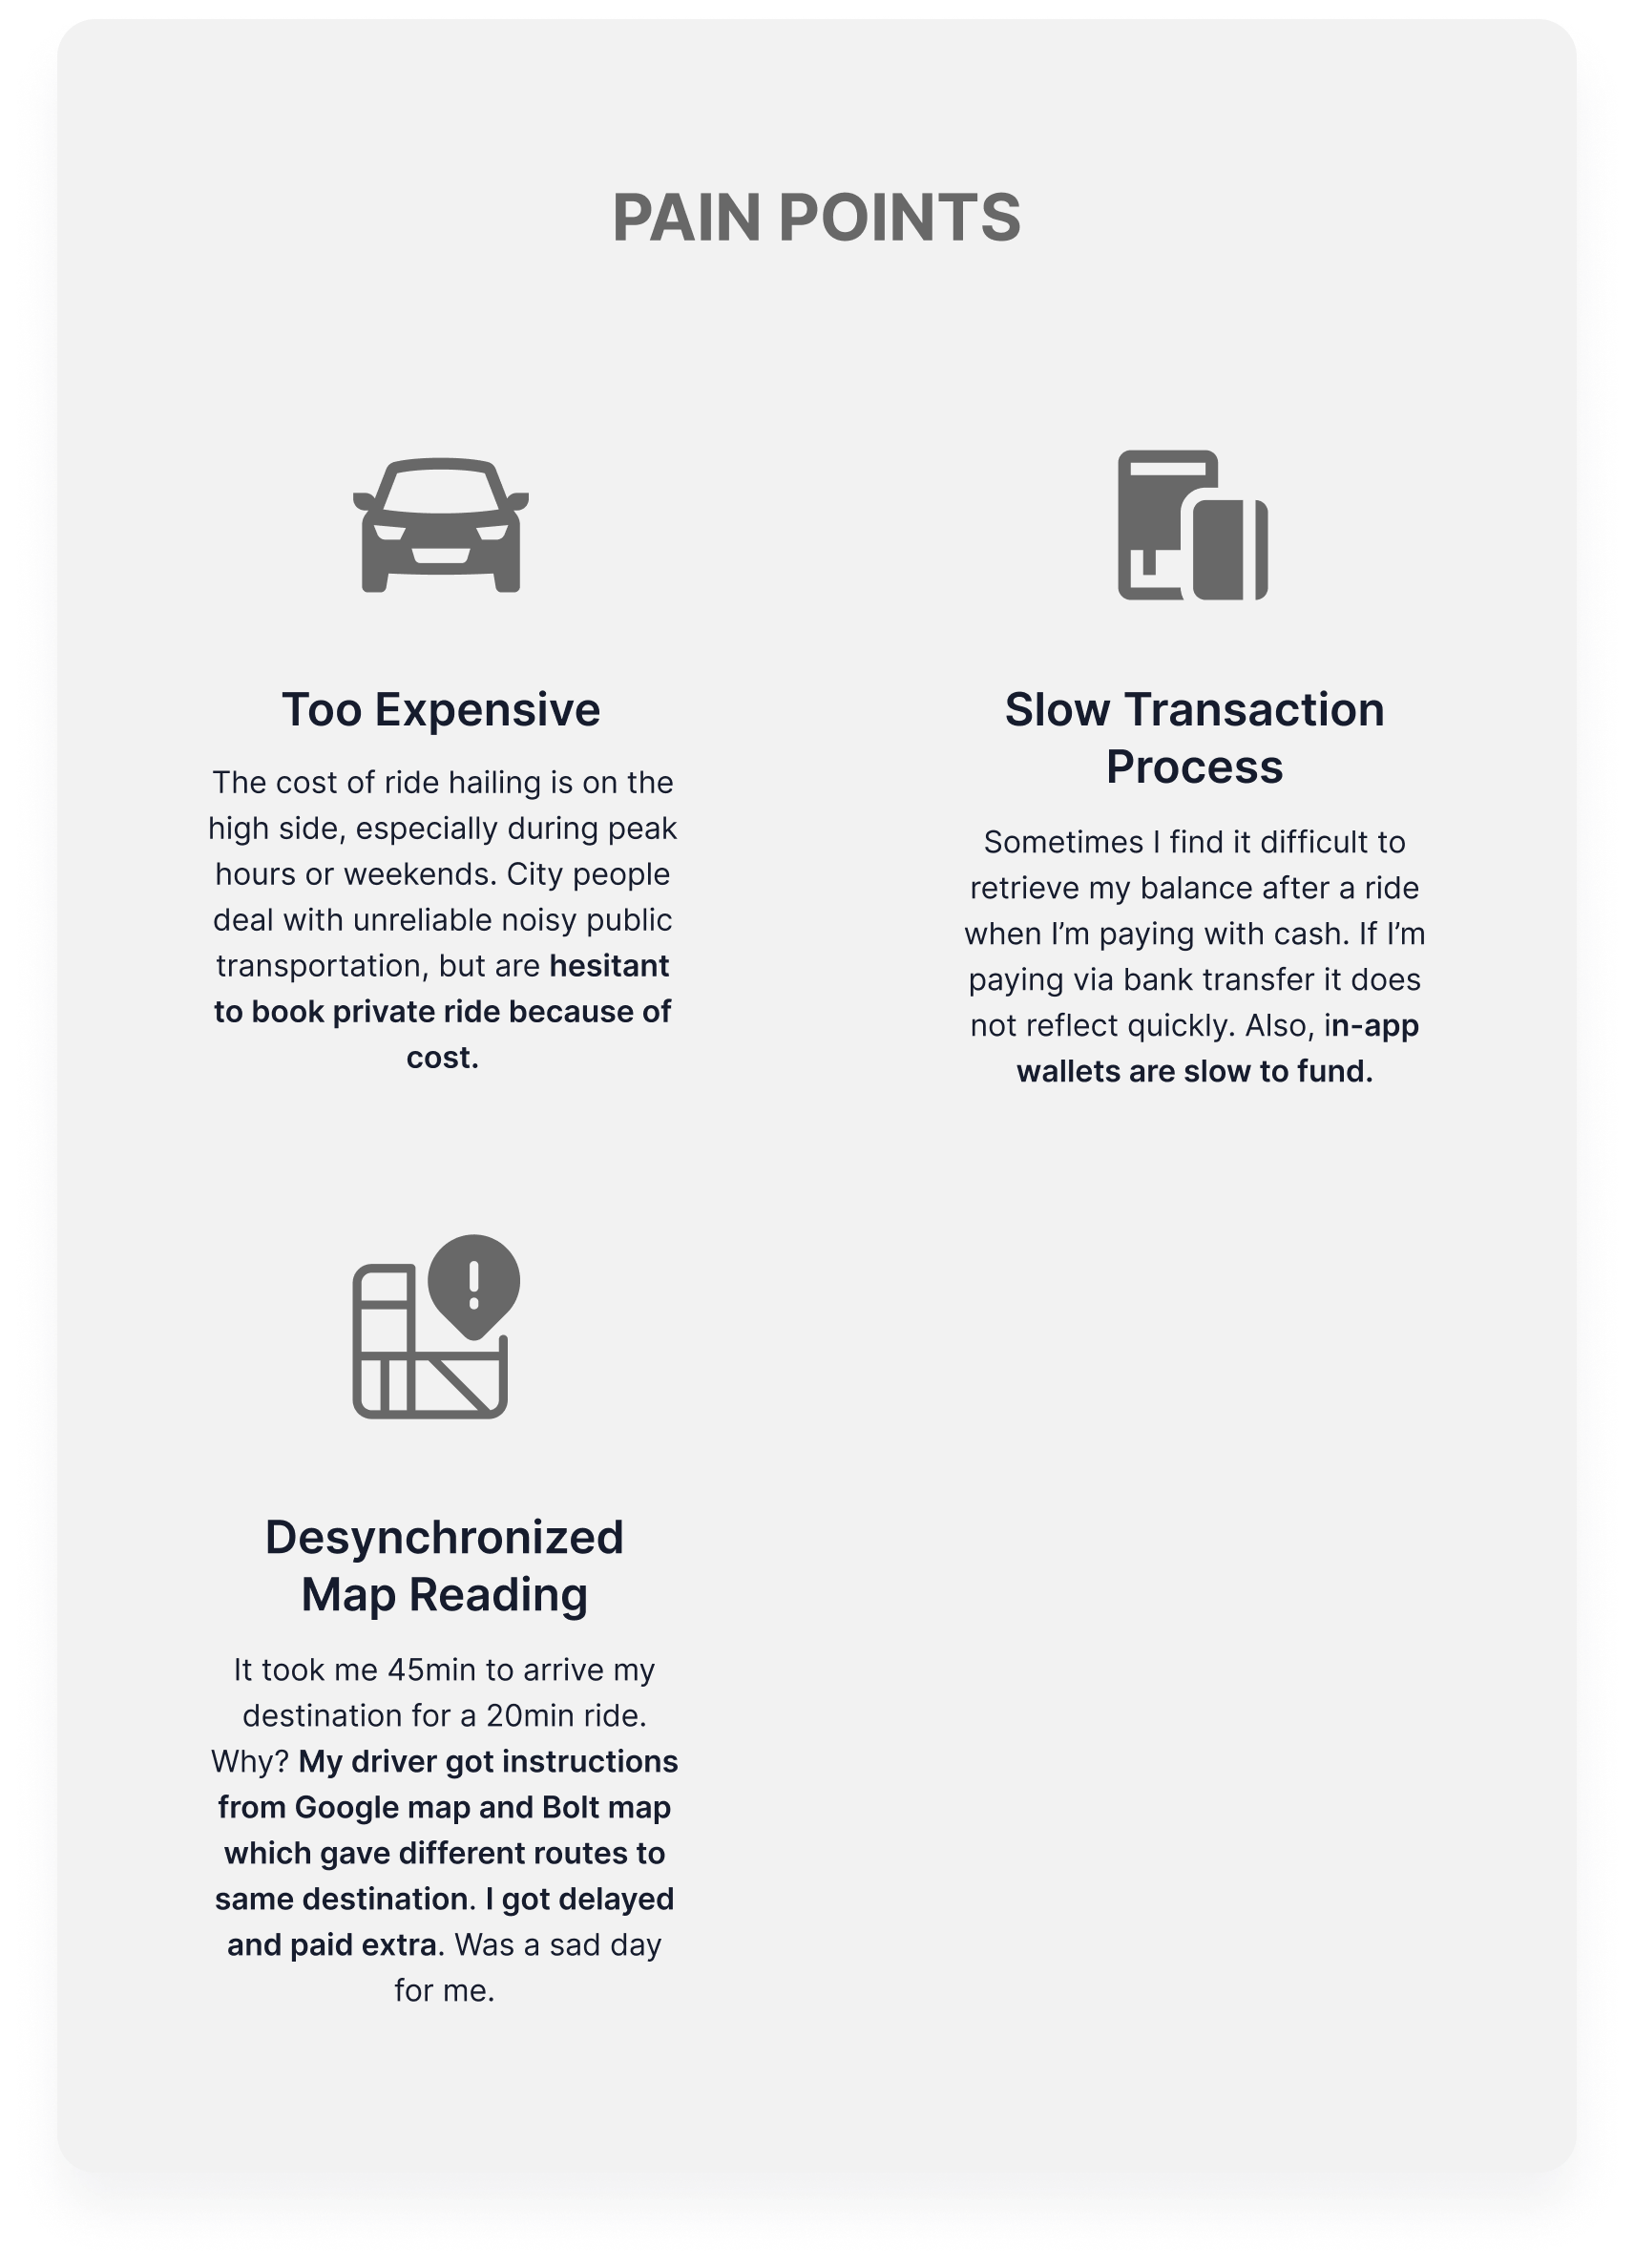 PAIN POINTS
Too Expensive
The cost of ride hailing is on the
high side, especially during peak
hours or weekends. City people
deal with unreliable noisy public
transportation, but are hesitant
to book private ride because of
cost.
Slow Transaction
Process
Sometimes I find it difficult to
retrieve my balance after a ride
when I’m paying with cash. If I’m
paying via bank transfer it does
not reflect quickly. Also, in-app
wallets are slow to fund.
Desynchronized
Map Reading
It took me 45min to arrive my
destination for a 20min ride.
Why? My driver got instructions
from Google map and Bolt map
which gave different routes to
same destination. I got delayed
and paid extra. Was a sad day
for me.